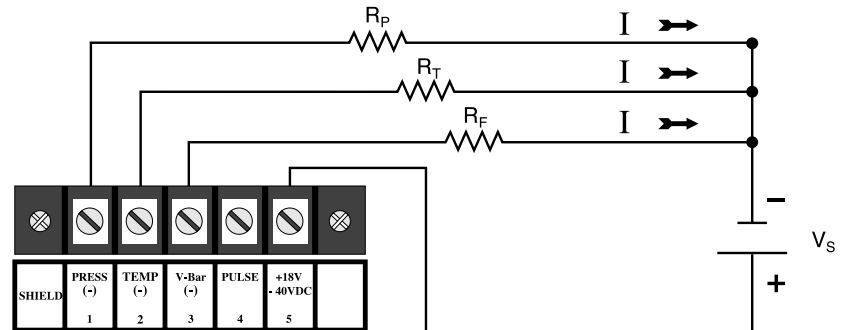 R_P
I
R_T
I
R_F
I
−
V_S
+
SHIELD
PRESS
(-)
1
TEMP
(-)
2
V-Bar
(-)
3
PULSE
4
+18V
- 40VDC
5